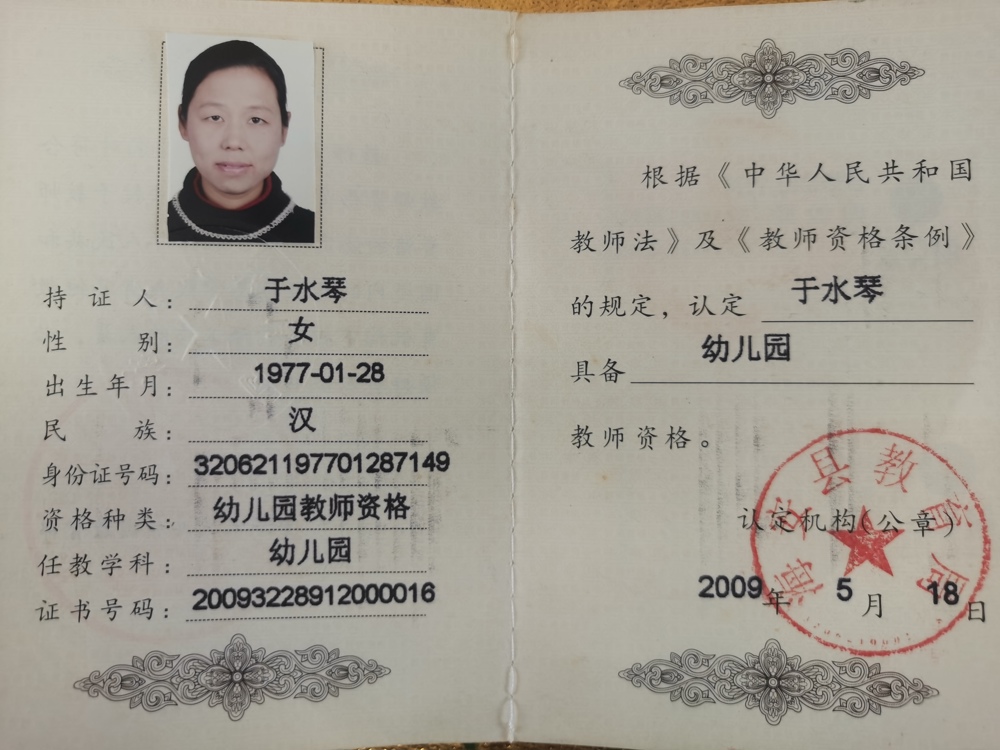 持证人：于水琴
性别：女
出生年月：1977-01-28
民族：汉
身份证号码：320621197701287149
资格种类：幼儿园教师资格
任教学科：幼儿园
证书号码：20093228912000016
根据《中华人民共和国
教师法》及《教师资格条例》
的规定，认定 于水琴
具备 幼儿园
教师资格。
认定机构（公章）
2009年 5月 18日
县教育局